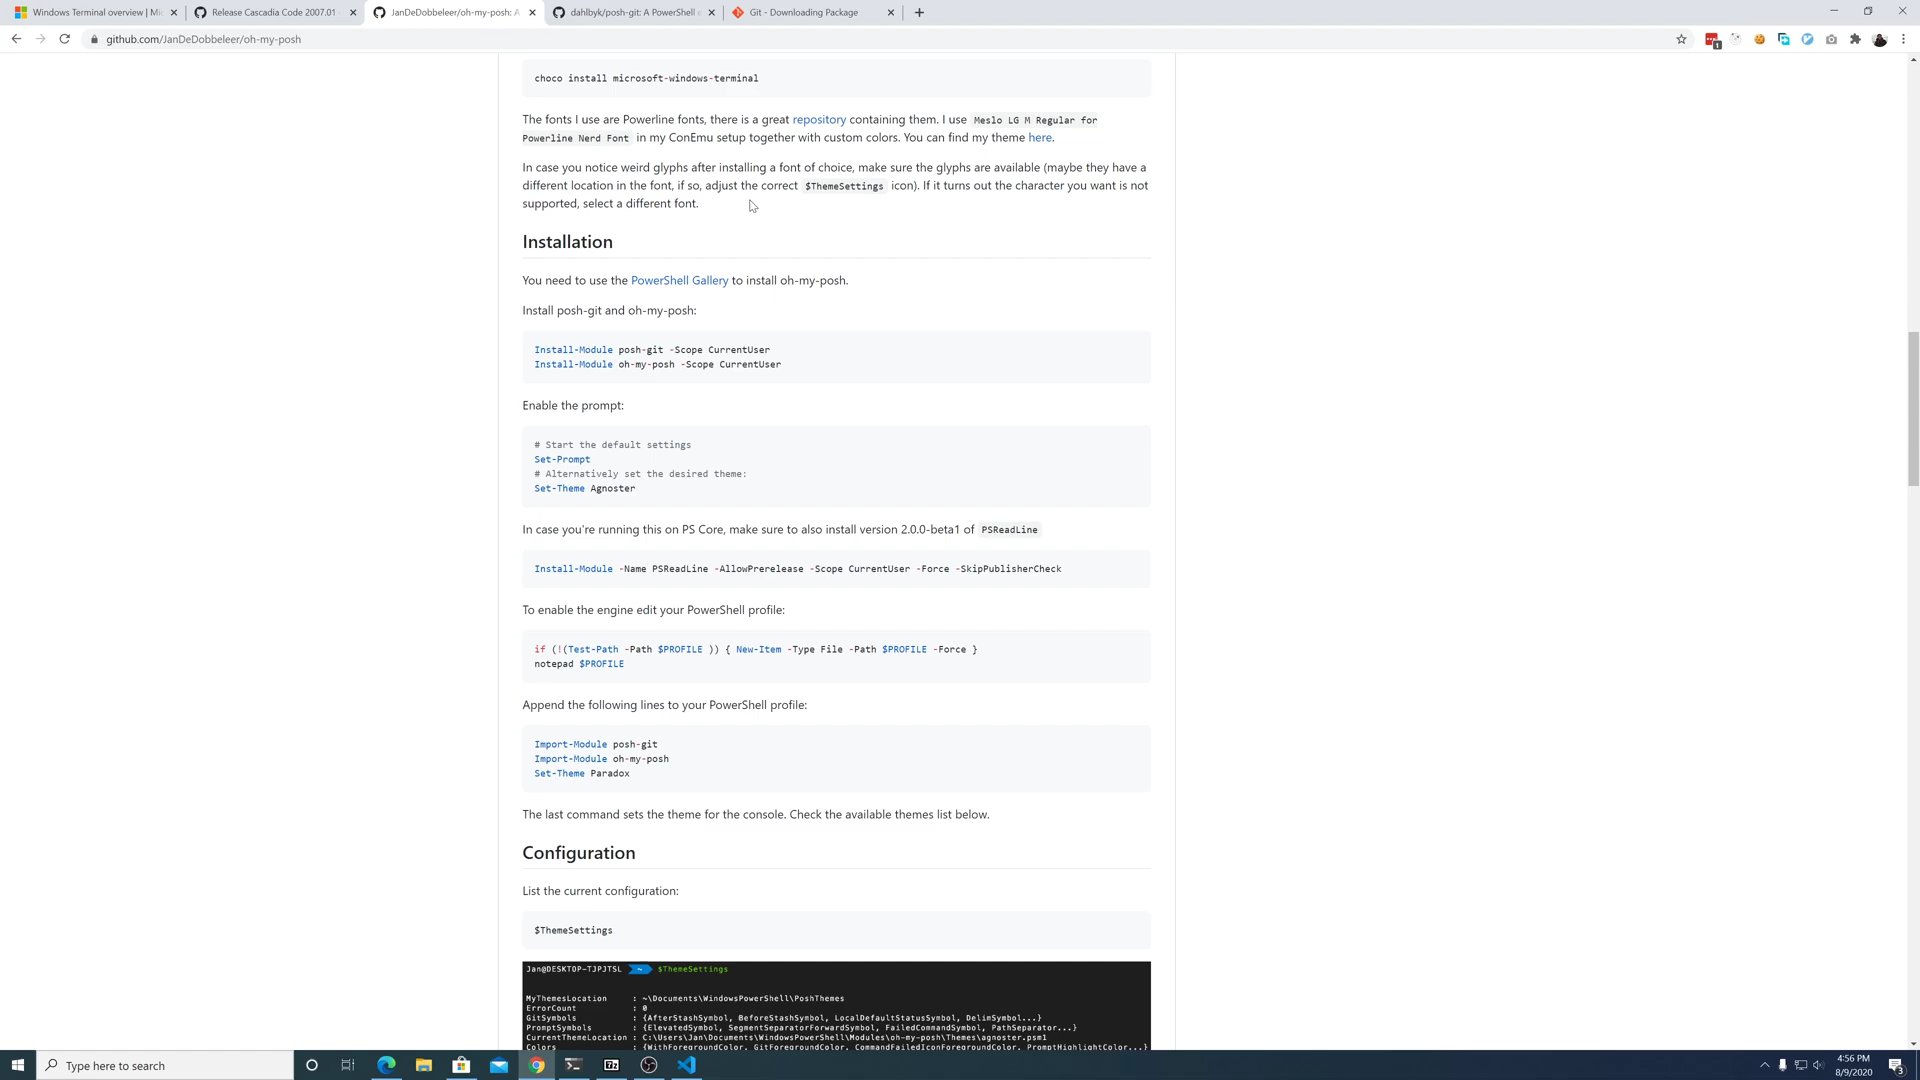 Windows Terminal overview | Mi
Release Cascadia Code 2007.01
JanDeDobbeleer/oh-my-posh: A
dahlbyk/posh-git: A PowerShell
Git - Downloading Package
github.com/JanDeDobbeleer/oh-my-posh
1
choco install microsoft-windows-terminal
The fonts I use are Powerline fonts, there is a great repository containing them. I use Meslo LG M Regular for
Powerline Nerd Font in my ConEmu setup together with custom colors. You can find my theme here.
In case you notice weird glyphs after installing a font of choice, make sure the glyphs are available (maybe they have a
different location in the font, if so, adjust the correct $ThemeSettings icon). If it turns out the character you want is not
supported, select a different font.
Installation
You need to use the PowerShell Gallery to install oh-my-posh.
Install posh-git and oh-my-posh:
Install-Module posh-git -Scope CurrentUser
Install-Module oh-my-posh -Scope CurrentUser
Enable the prompt:
# Start the default settings
Set-Prompt
# Alternatively set the desired theme:
Set-Theme Agnoster
In case you're running this on PS Core, make sure to also install version 2.0.0-beta1 of PSReadLine
Install-Module -Name PSReadLine -AllowPrerelease -Scope CurrentUser -Force -SkipPublisherCheck
To enable the engine edit your PowerShell profile:
if (!(Test-Path -Path $PROFILE )) { New-Item -Type File -Path $PROFILE -Force }
notepad $PROFILE
Append the following lines to your PowerShell profile:
Import-Module posh-git
Import-Module oh-my-posh
Set-Theme Paradox
The last command sets the theme for the console. Check the available themes list below.
Configuration
List the current configuration:
$ThemeSettings
Jan@DESKTOP-TJPJTSL ~ $ThemeSettings
MyThemesLocation : ~\Documents\WindowsPowerShell\PoshThemes
ErrorCount : 0
GitSymbols : {AfterStashSymbol, BeforeStashSymbol, LocalDefaultStatusSymbol, DelimSymbol...}
PromptSymbols : {ElevatedSymbol, SegmentSeparatorForwardSymbol, FailedCommandSymbol, PathSeparator...}
CurrentThemeLocation : C:\Users\Jan\Documents\WindowsPowerShell\Modules\oh-my-posh\Themes\agnoster.psm1
Colors : {WithForegroundColor, GitForegroundColor, CommandFailedIconForegroundColor, PromptHighlightColor...}
Type here to search
4:56 PM
8/9/2020
3